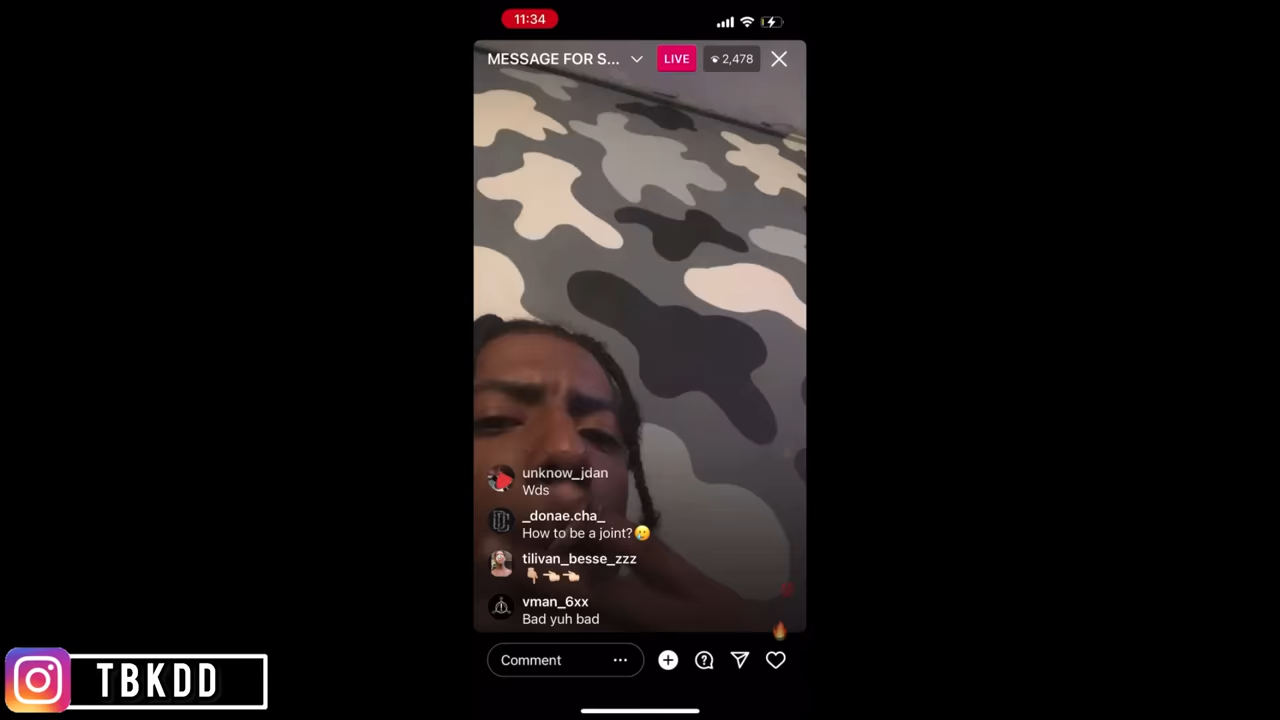 11:34
MESSAGE FOR S...
LIVE
2,478
unknow_jdan
Wds
_donae.cha_
How to be a joint?🥲
tilivan_besse_zzz
👇🏻👈🏻👈🏻
vman_6xx
Bad yuh bad
Comment
TBKDD